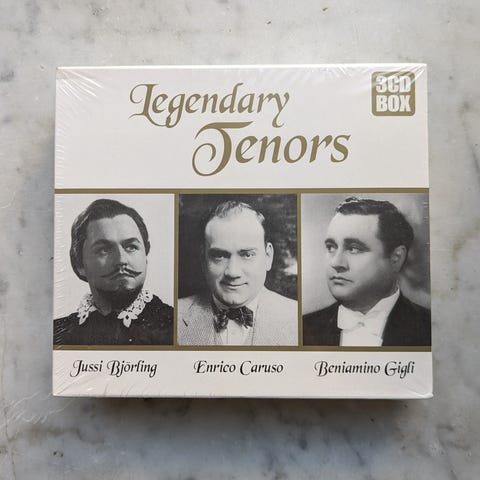 Legendary
Tenors
3CD
BOX
Jussi Björling
Enrico Caruso
Beniamino Gigli